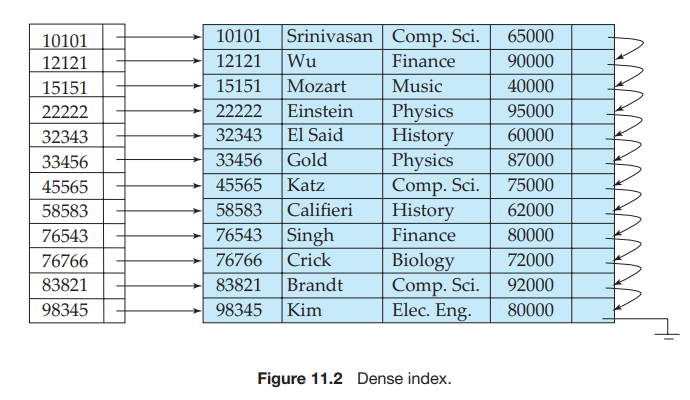 10101 10101 Srinivasan Comp. Sci. 65000
12121 12121 Wu Finance 90000
15151 15151 Mozart Music 40000
22222 22222 Einstein Physics 95000
32343 32343 El Said History 60000
33456 33456 Gold Physics 87000
45565 45565 Katz Comp. Sci. 75000
58583 58583 Califieri History 62000
76543 76543 Singh Finance 80000
76766 76766 Crick Biology 72000
83821 83821 Brandt Comp. Sci. 92000
98345 98345 Kim Elec. Eng. 80000
Figure 11.2 Dense index.